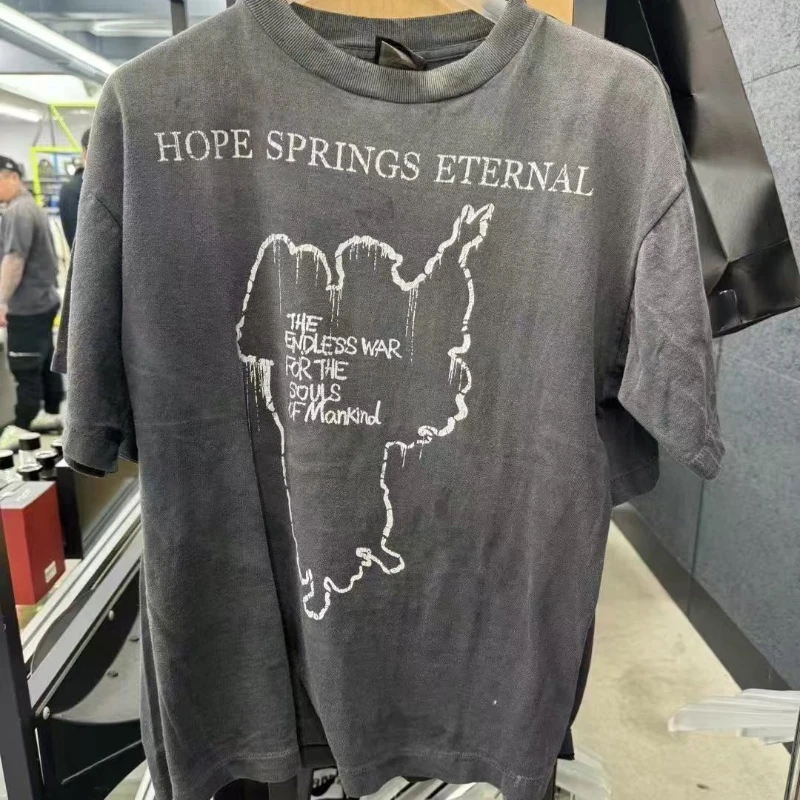 HOPE SPRINGS ETERNAL
THE
ENDLESS WAR
FOR THE
SOULS
OF Mankind